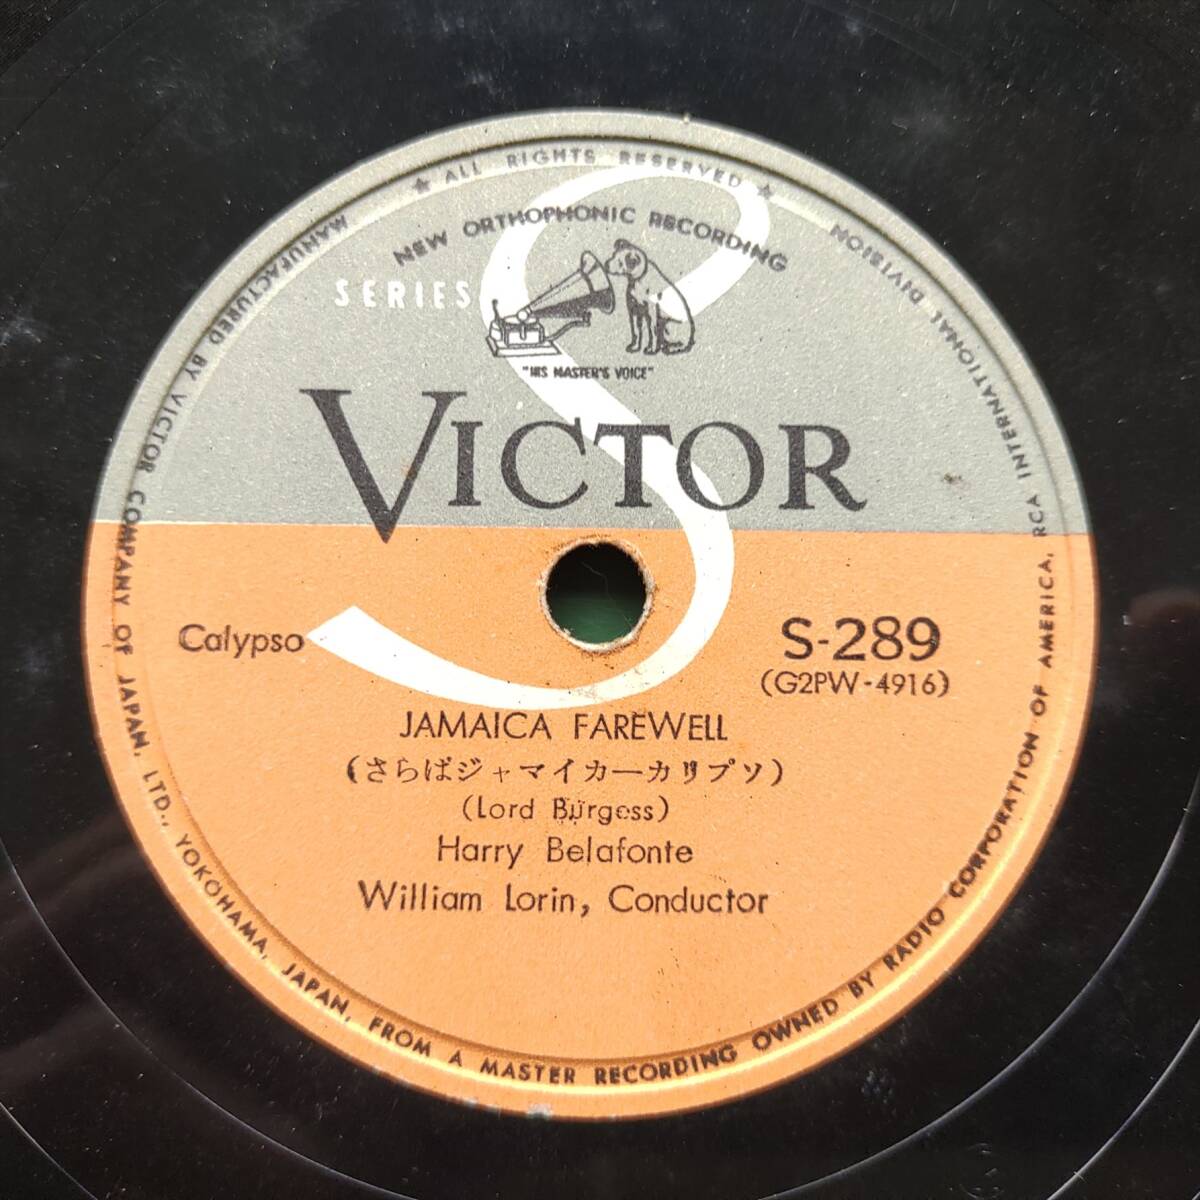 ★ ALL RIGHTS RESERVED ★
NEW ORTHOPHONIC RECORDING
SERIES S
"HIS MASTER'S VOICE"
VICTOR
Calypso
S-289
(G2PW-4916)
JAMAICA FAREWELL
(さらばジャマイカーカリプソ)
(Lord Burgess)
Harry Belafonte
William Lorin, Conductor
MANUFACTURED BY VICTOR COMPANY OF JAPAN, LTD., YOKOHAMA, JAPAN, FROM A MASTER RECORDING OWNED BY RADIO CORPORATION OF AMERICA, RCA INTERNATIONAL DIVISION